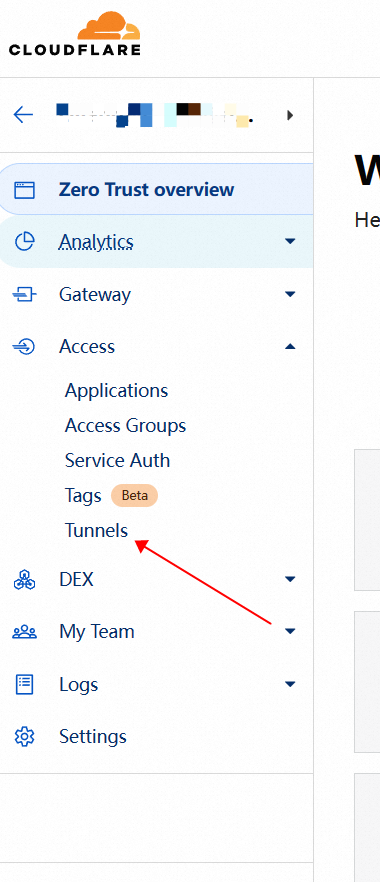 CLOUDFLARE
W
He
Zero Trust overview
Analytics
Gateway
Access
Applications
Access Groups
Service Auth
Tags Beta
Tunnels
DEX
My Team
Logs
Settings